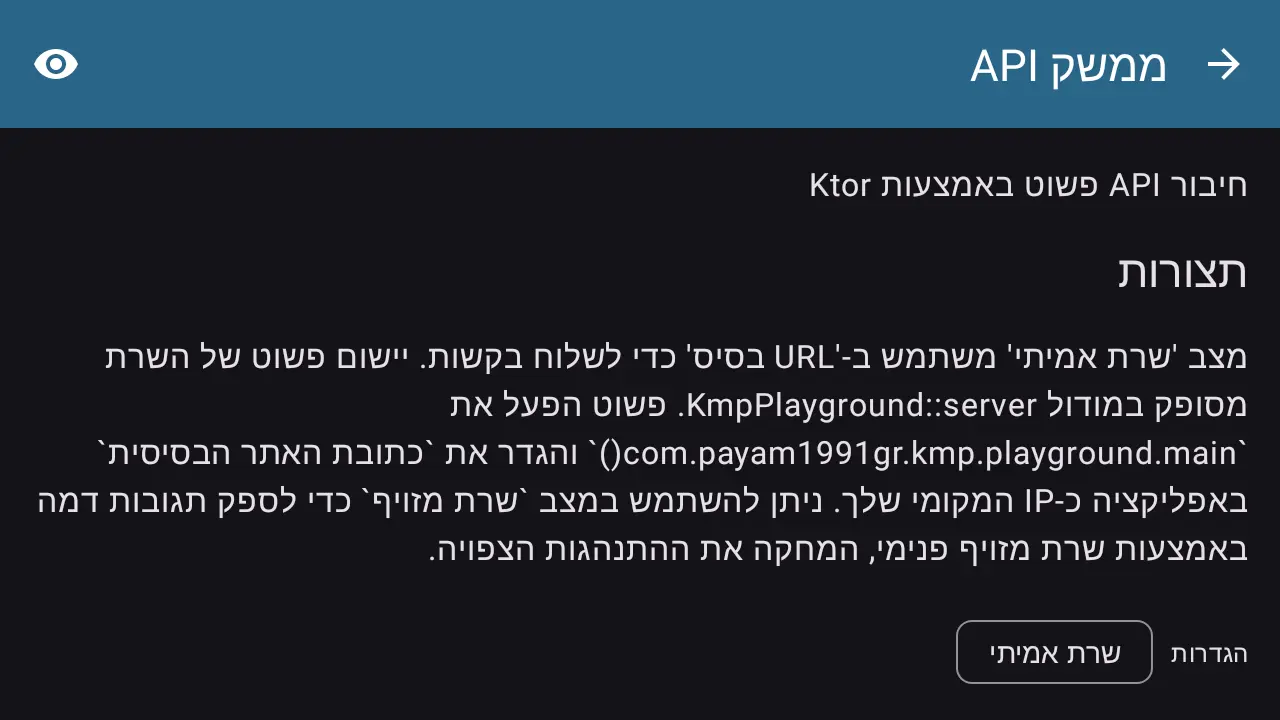 ממשק API
חיבור API פשוט באמצעות Ktor
תצורות
מצב 'שרת אמיתי' משתמש ב-'URL בסיס' כדי לשלוח בקשות. יישום פשוט של השרת
מסופק במודול KmpPlayground::server. פשוט הפעל את
`com.payam1991gr.kmp.playground.main()` והגדר את `כתובת האתר הבסיסית`
באפליקציה כ-IP המקומי שלך. ניתן להשתמש במצב `שרת מזויף` כדי לספק תגובות דמה
באמצעות שרת מזויף פנימי, המחקה את ההתנהגות הצפויה.
הגדרות שרת אמיתי